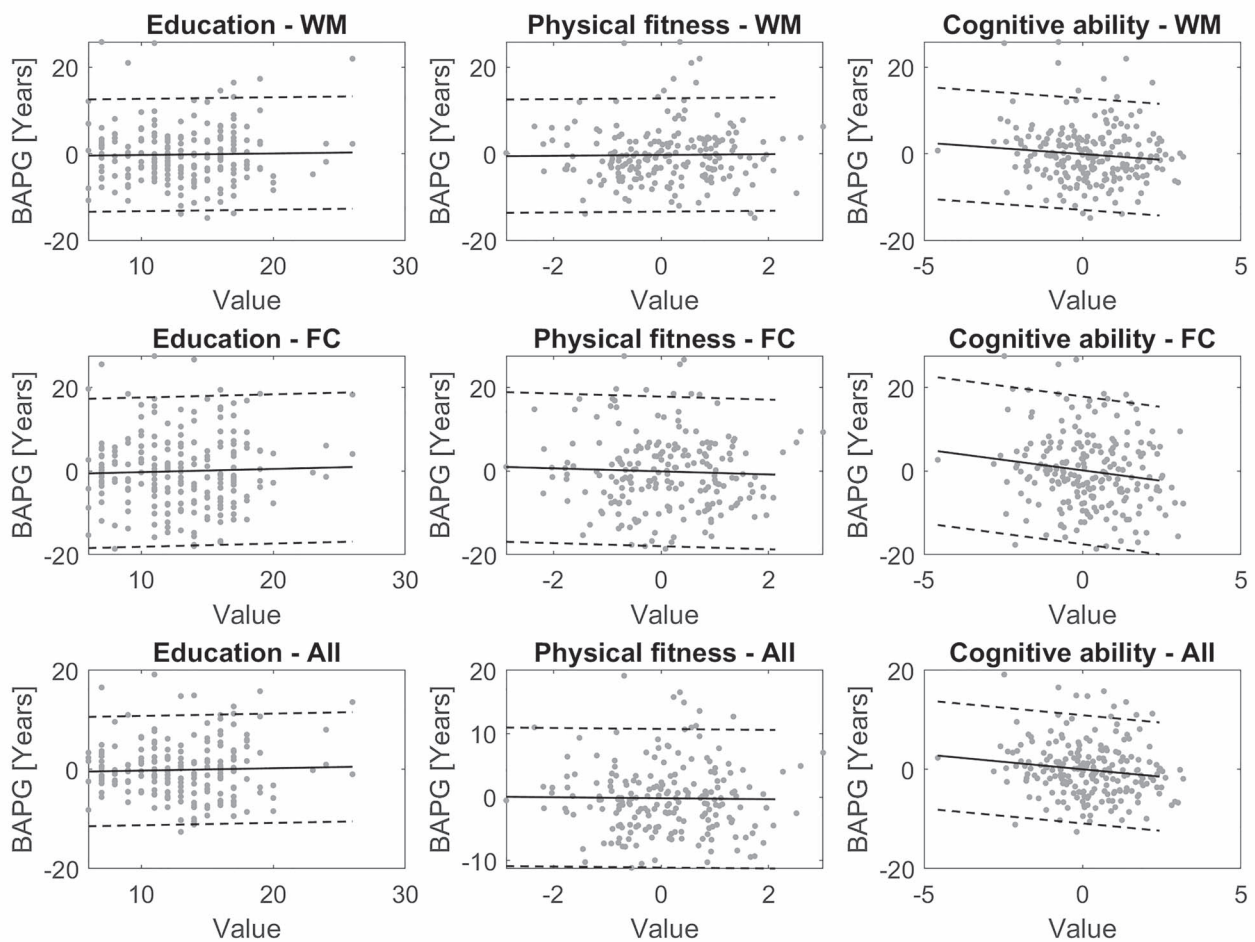 Education - WM
Physical fitness - WM
Cognitive ability - WM
BAPG [Years]
20
0
-20
10
20
30
Value
BAPG [Years]
20
0
-20
-2
0
2
Value
BAPG [Years]
20
0
-20
-5
0
5
Value
Education - FC
Physical fitness - FC
Cognitive ability - FC
BAPG [Years]
20
0
-20
10
20
30
Value
BAPG [Years]
20
0
-20
-2
0
2
Value
BAPG [Years]
20
0
-20
-5
0
5
Value
Education - All
Physical fitness - All
Cognitive ability - All
BAPG [Years]
20
0
-20
10
20
30
Value
BAPG [Years]
20
10
0
-10
-2
0
2
Value
BAPG [Years]
20
0
-20
-5
0
5
Value